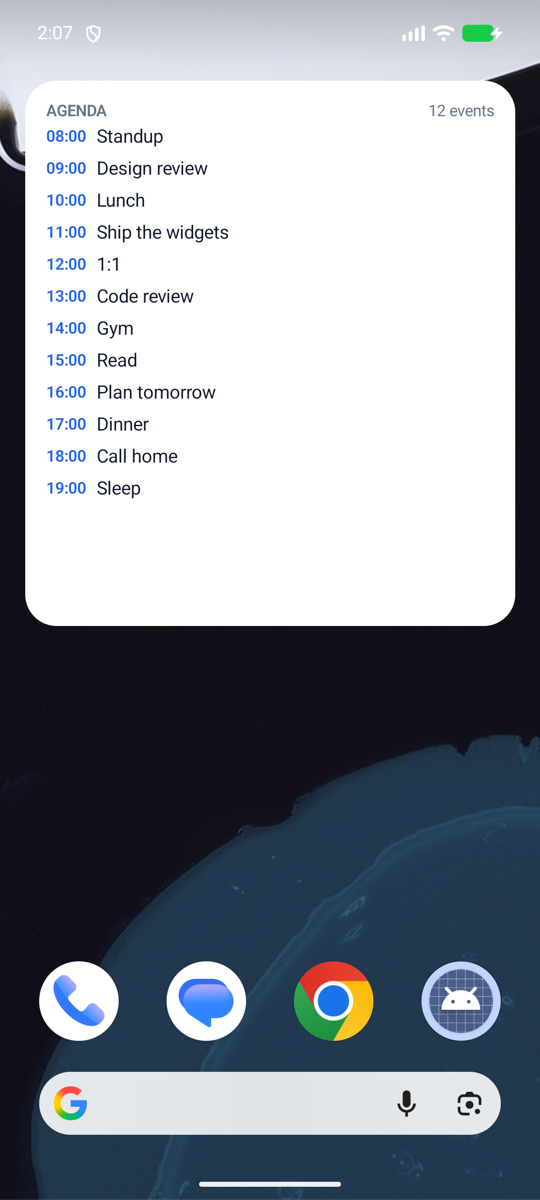 2:07
AGENDA 12 events
08:00 Standup
09:00 Design review
10:00 Lunch
11:00 Ship the widgets
12:00 1:1
13:00 Code review
14:00 Gym
15:00 Read
16:00 Plan tomorrow
17:00 Dinner
18:00 Call home
19:00 Sleep